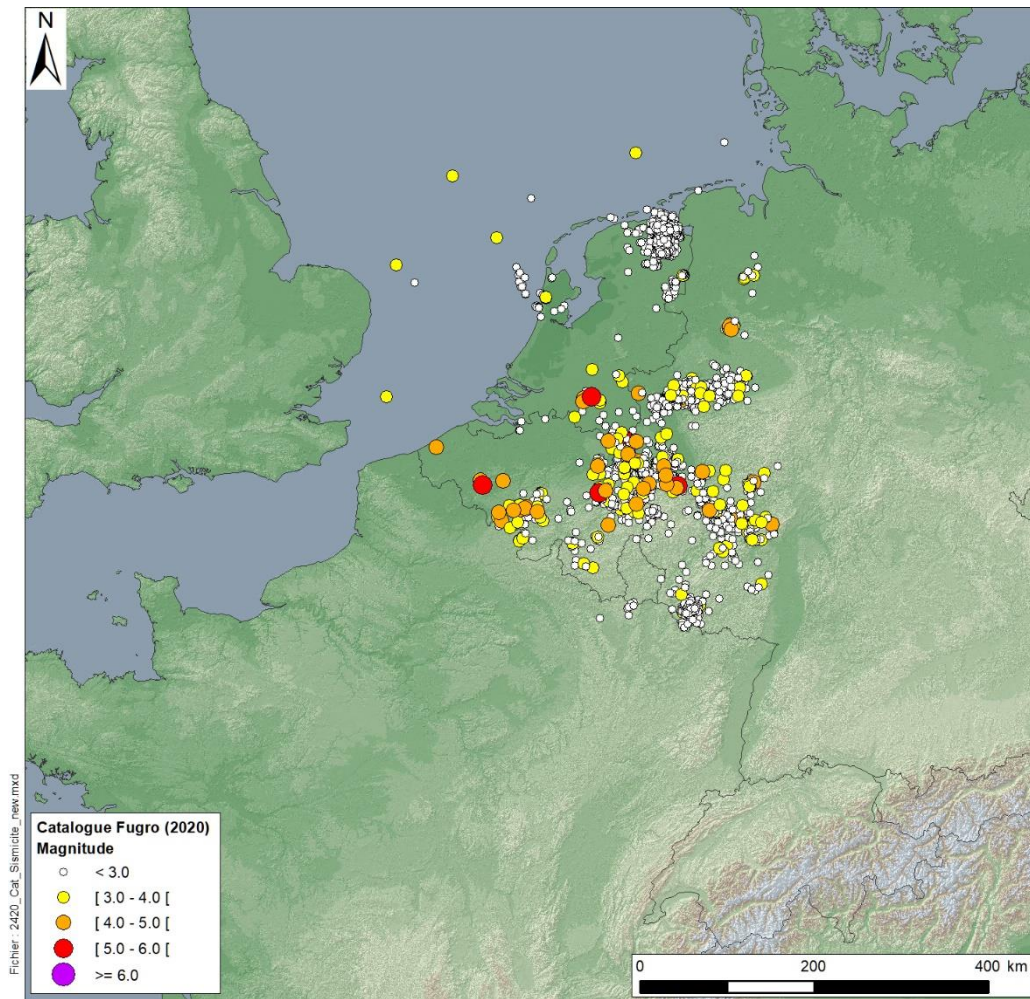 N
Fichier : 2420_Cat_Sismicite_new.mxd
Catalogue Fugro (2020)
Magnitude
< 3.0
[ 3.0 - 4.0 [
[ 4.0 - 5.0 [
[ 5.0 - 6.0 [
>= 6.0
0 200 400 km